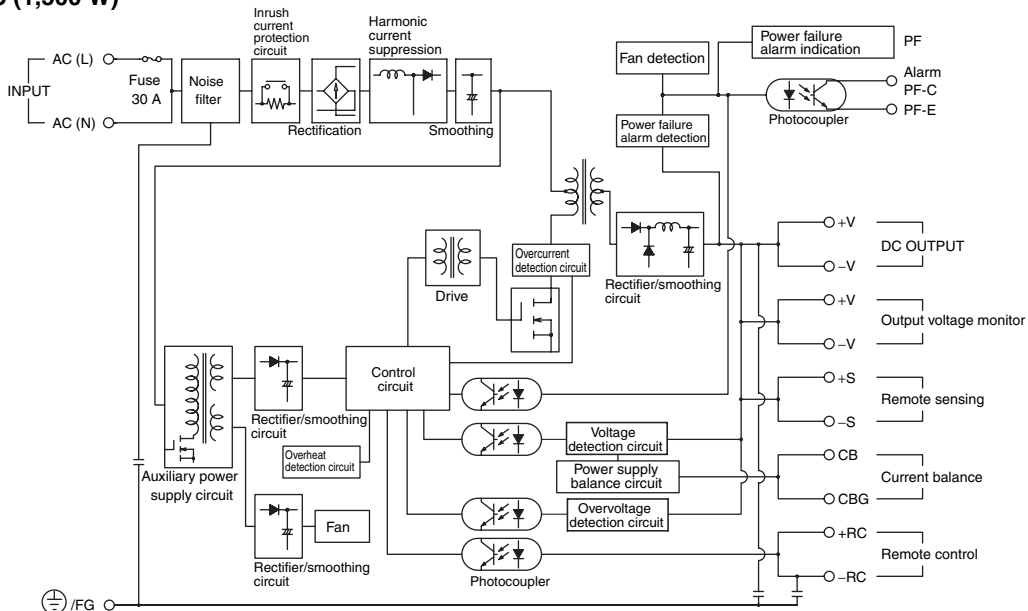 INPUT
AC (L)
AC (N)
Fuse
30 A
Noise
filter
Inrush
current
protection
circuit
Rectification
Harmonic
current
suppression
Smoothing
Fan detection
Power failure
alarm detection
Power failure
alarm indication
PF
Alarm
PF-C
PF-E
Photocoupler
Drive
Overcurrent
detection circuit
Rectifier/smoothing
circuit
+V
−V
DC OUTPUT
+V
−V
Output voltage monitor
+S
−S
Remote sensing
CB
CBG
Current balance
+RC
−RC
Remote control
Control
circuit
Auxiliary power
supply circuit
Rectifier/smoothing
circuit
Overheat
detection circuit
Voltage
detection circuit
Power supply
balance circuit
Overvoltage
detection circuit
Photocoupler
Fan
Rectifier/smoothing
circuit
/FG